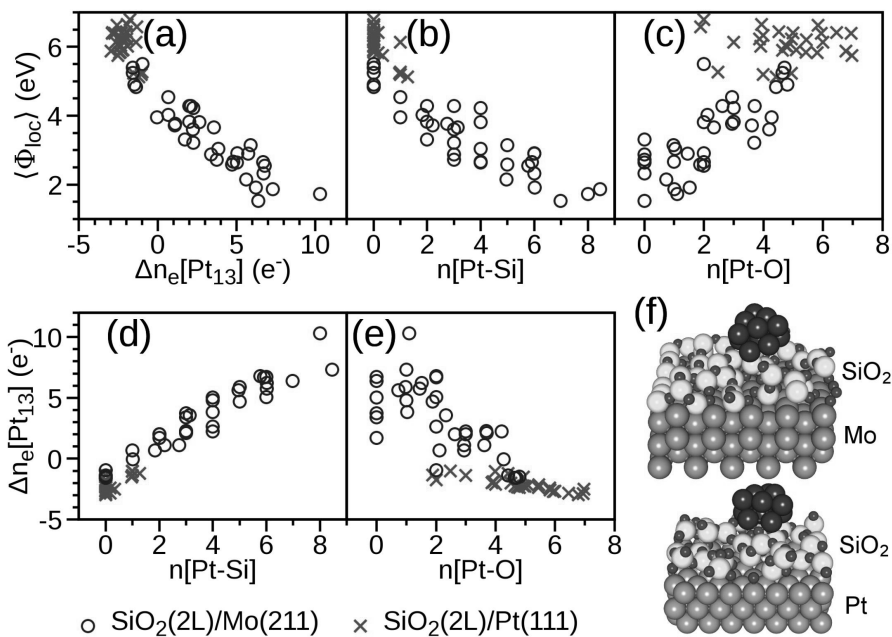 (a)
(b)
(c)
⟨Φloc⟩ (eV)
6
4
2
-5 0 5 10
0 2 4 6 8
0 2 4 6 8
Δne[Pt13] (e-)
n[Pt-Si]
n[Pt-O]
(d)
(e)
(f)
Δne[Pt13] (e-)
10
5
0
-5
0 2 4 6 8
0 2 4 6 8
n[Pt-Si]
n[Pt-O]
SiO2
Mo
SiO2
Pt
SiO2(2L)/Mo(211)
SiO2(2L)/Pt(111)